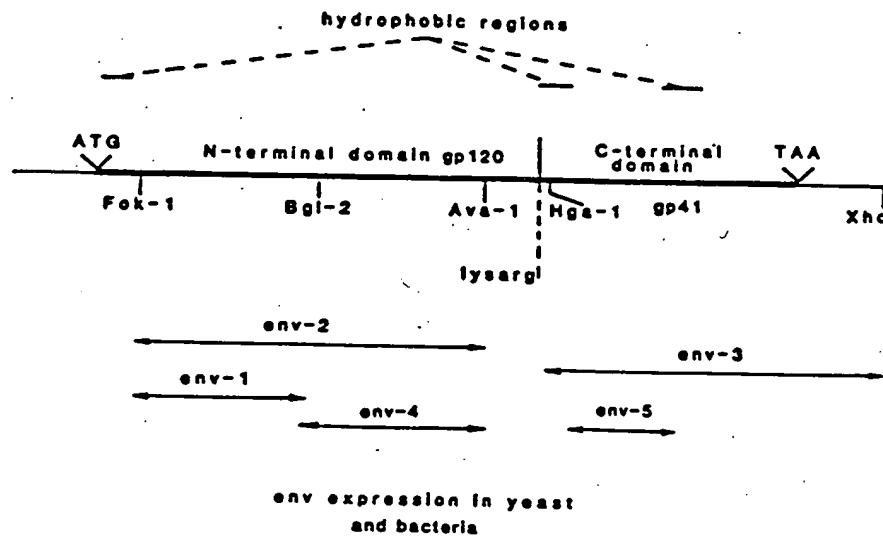 hydrophobic regions
ATG
N-terminal domain gp120
C-terminal
domain
TAA
Fok-1
Bgl-2
Ava-1
Hga-1
gp41
Xho
lysarg
env-2
env-3
env-1
env-4
env-5
env expression in yeast
and bacteria